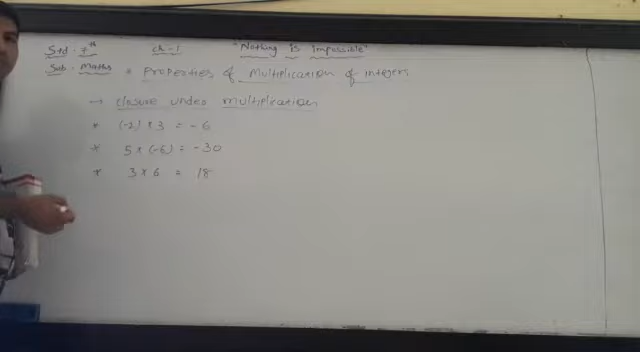 Std - 7th Ch - 1 "Nothing is impossible"
Sub - Maths * Properties of Multiplication of integers
→ closure under multiplication
* (-2) × 3 = -6
* 5 × (-6) = -30
* 3 × 6 = 18